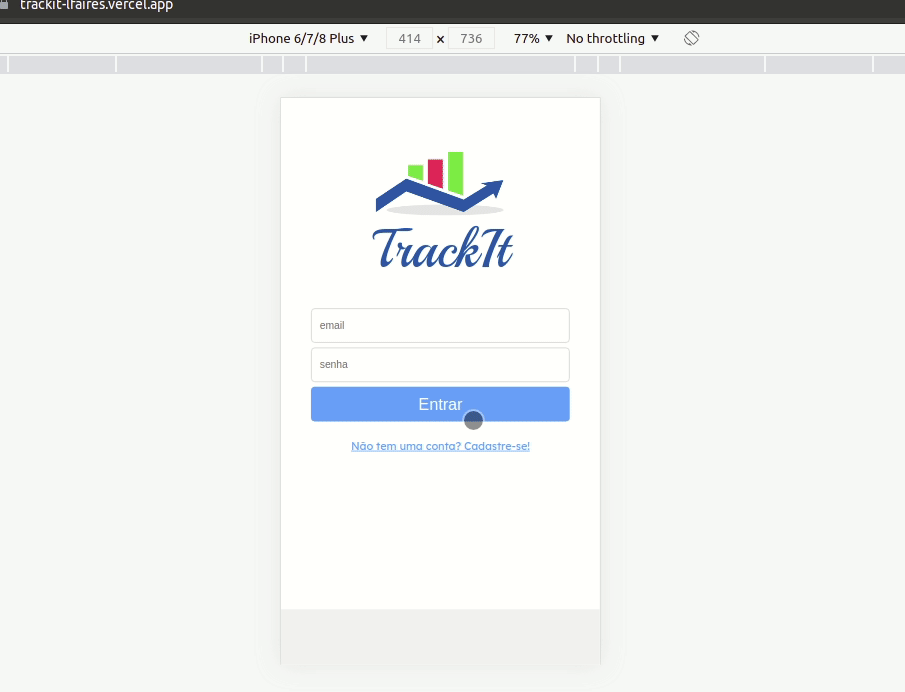 trackit-lfaires.vercel.app
iPhone 6/7/8 Plus ▼ 414 × 736 77% ▼ No throttling ▼
TrackIt
email
senha
Entrar
Não tem uma conta? Cadastre-se!